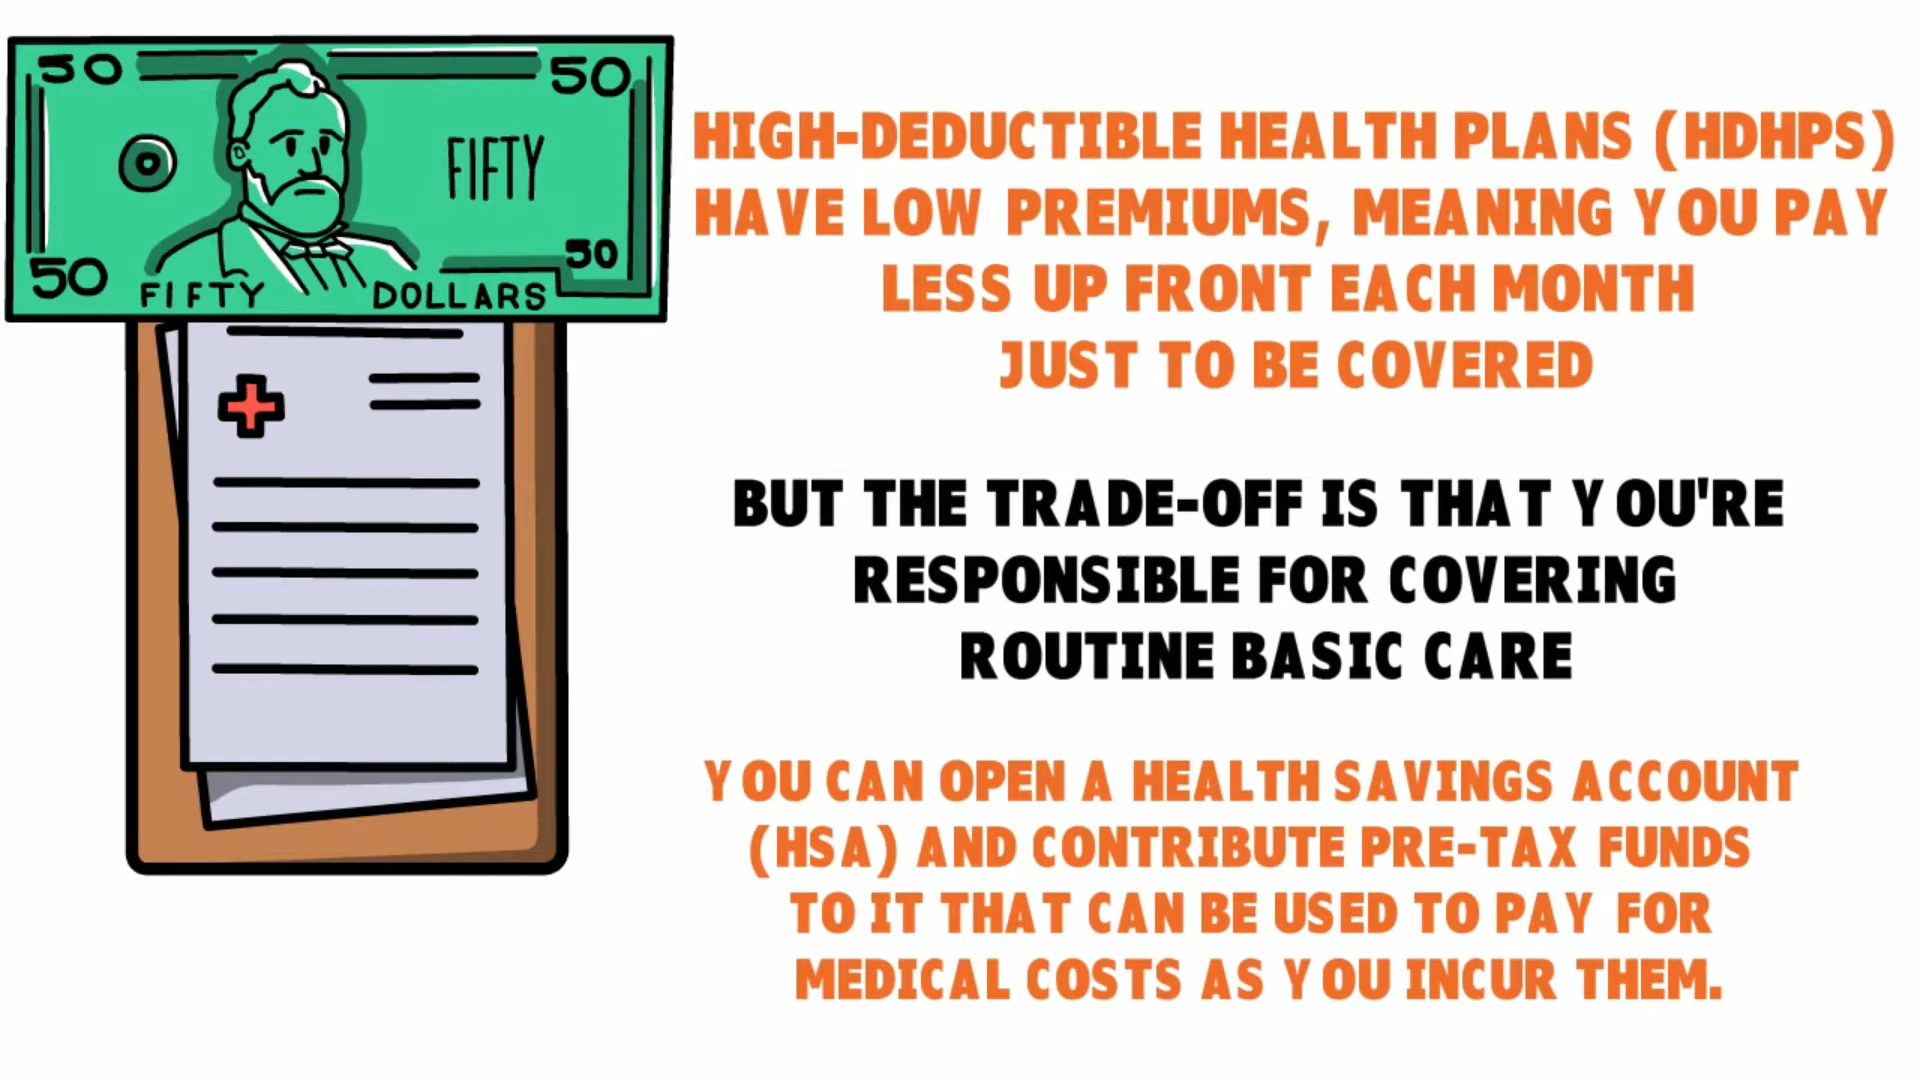 50 50
FIFTY
50
50 FIFTY DOLLARS
HIGH-DEDUCTIBLE HEALTH PLANS (HDHPS)
HAVE LOW PREMIUMS, MEANING YOU PAY
LESS UP FRONT EACH MONTH
JUST TO BE COVERED
BUT THE TRADE-OFF IS THAT YOU'RE
RESPONSIBLE FOR COVERING
ROUTINE BASIC CARE
YOU CAN OPEN A HEALTH SAVINGS ACCOUNT
(HSA) AND CONTRIBUTE PRE-TAX FUNDS
TO IT THAT CAN BE USED TO PAY FOR
MEDICAL COSTS AS YOU INCUR THEM.